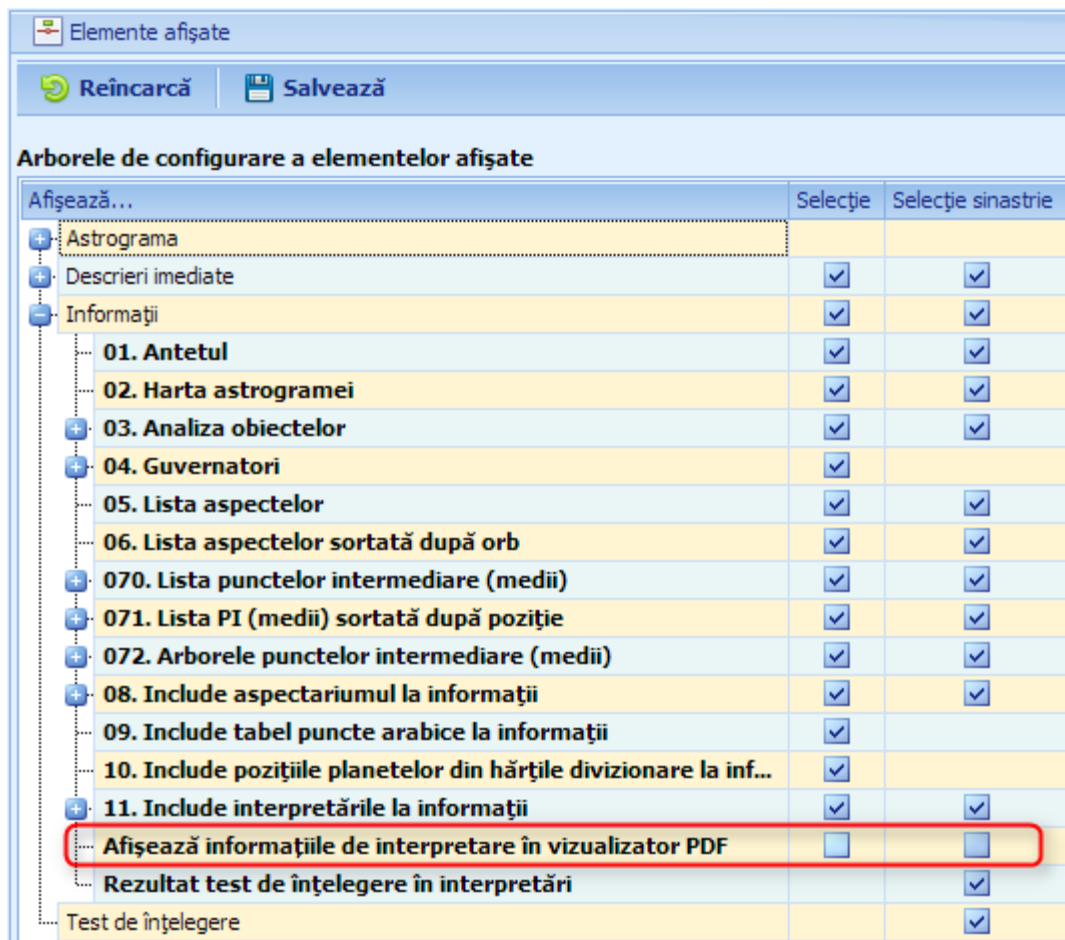 Elemente afişate
Reîncarcă Salvează
Arborele de configurare a elementelor afişate
Afişează... Selecţie Selecţie sinastrie
Astrograma
Descrieri imediate
Informaţii
01. Antetul
02. Harta astrogramei
03. Analiza obiectelor
04. Guvernatori
05. Lista aspectelor
06. Lista aspectelor sortată după orb
070. Lista punctelor intermediare (medii)
071. Lista PI (medii) sortată după poziţie
072. Arborele punctelor intermediare (medii)
08. Include aspectariumul la informaţii
09. Include tabel puncte arabice la informaţii
10. Include poziţiile planetelor din hărţile divizionare la inf...
11. Include interpretările la informaţii
Afişează informaţiile de interpretare în vizualizator PDF
Rezultat test de înţelegere în interpretări
Test de înţelegere